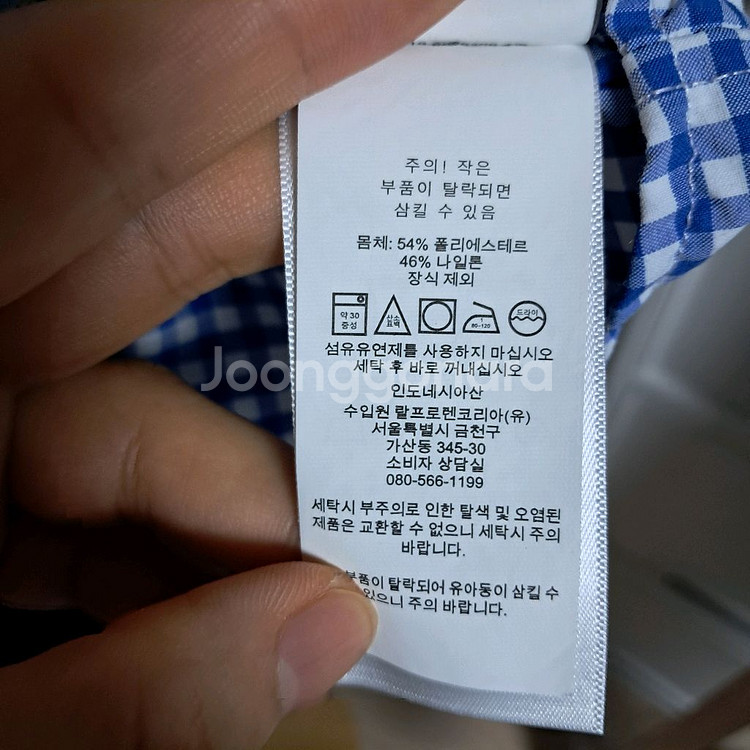 주의! 작은
부품이 탈락되면
삼킬 수 있음
몸체: 54% 폴리에스테르
46% 나일론
장식 제외
약 30
중성
산소
표백
1
80-120
드라이
섬유유연제를 사용하지 마십시오
세탁 후 바로 꺼내십시오
Joonggonara
인도네시아산
수입원 랄프로렌코리아(유)
서울특별시 금천구
가산동 345-30
소비자 상담실
080-566-1199
세탁시 부주의로 인한 탈색 및 오염된
제품은 교환할 수 없으니 세탁시 주의
바랍니다.
부품이 탈락되어 유아동이 삼킬 수
있으니 주의 바랍니다.